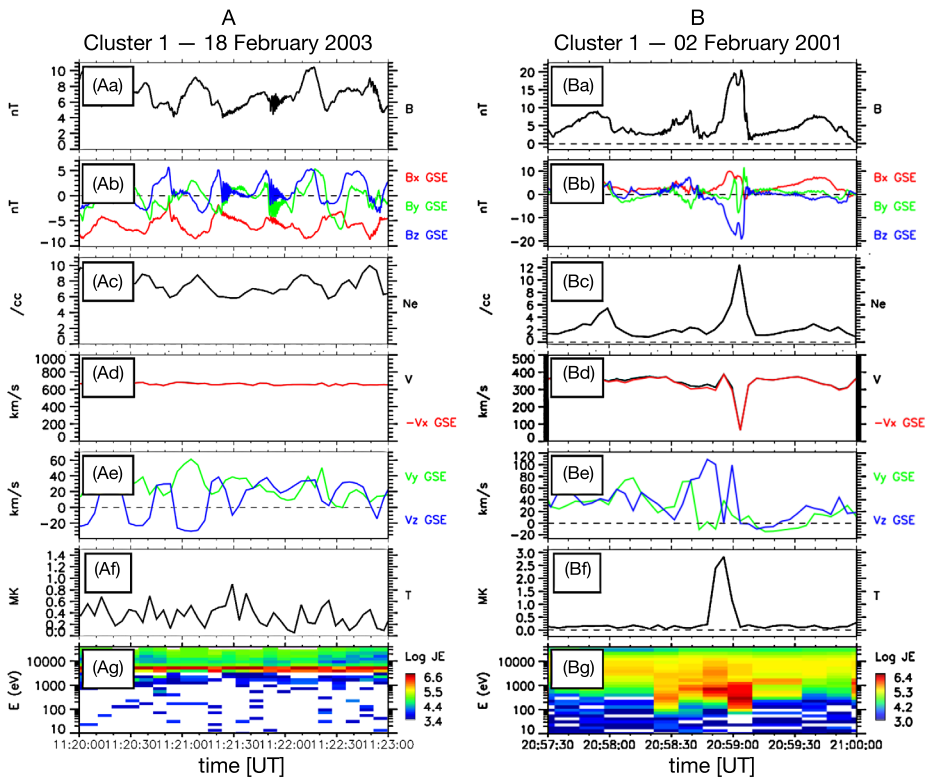 A
Cluster 1 — 18 February 2003
(Aa)
10
8
6
4
2
0
nT
B
(Ab)
5
0
−5
−10
nT
Bx GSE
By GSE
Bz GSE
(Ac)
10
8
6
4
2
0
/cc
Ne
(Ad)
1000
800
600
400
200
0
km/s
V
−Vx GSE
(Ae)
60
40
20
0
−20
km/s
Vy GSE
Vz GSE
(Af)
1.4
1.2
1.0
0.8
0.6
0.4
0.2
0.0
MK
T
(Ag)
10000
1000
100
10
E (eV)
Log JE
6.6
5.5
4.4
3.4
11:20:00 11:20:30 11:21:00 11:21:30 11:22:00 11:22:30 11:23:00
time [UT]
B
Cluster 1 — 02 February 2001
(Ba)
20
15
10
5
0
nT
B
(Bb)
10
0
−10
−20
nT
Bx GSE
By GSE
Bz GSE
(Bc)
12
10
8
6
4
2
0
/cc
Ne
(Bd)
500
400
300
200
100
0
km/s
V
−Vx GSE
(Be)
120
100
80
60
40
20
0
−20
km/s
Vy GSE
Vz GSE
(Bf)
3.0
2.5
2.0
1.5
1.0
0.5
0.0
MK
T
(Bg)
10000
1000
100
10
E (eV)
Log JE
6.4
5.2
4.1
3.0
20:57:30 20:58:00 20:58:30 20:59:00 20:59:30 21:00:00
time [UT]